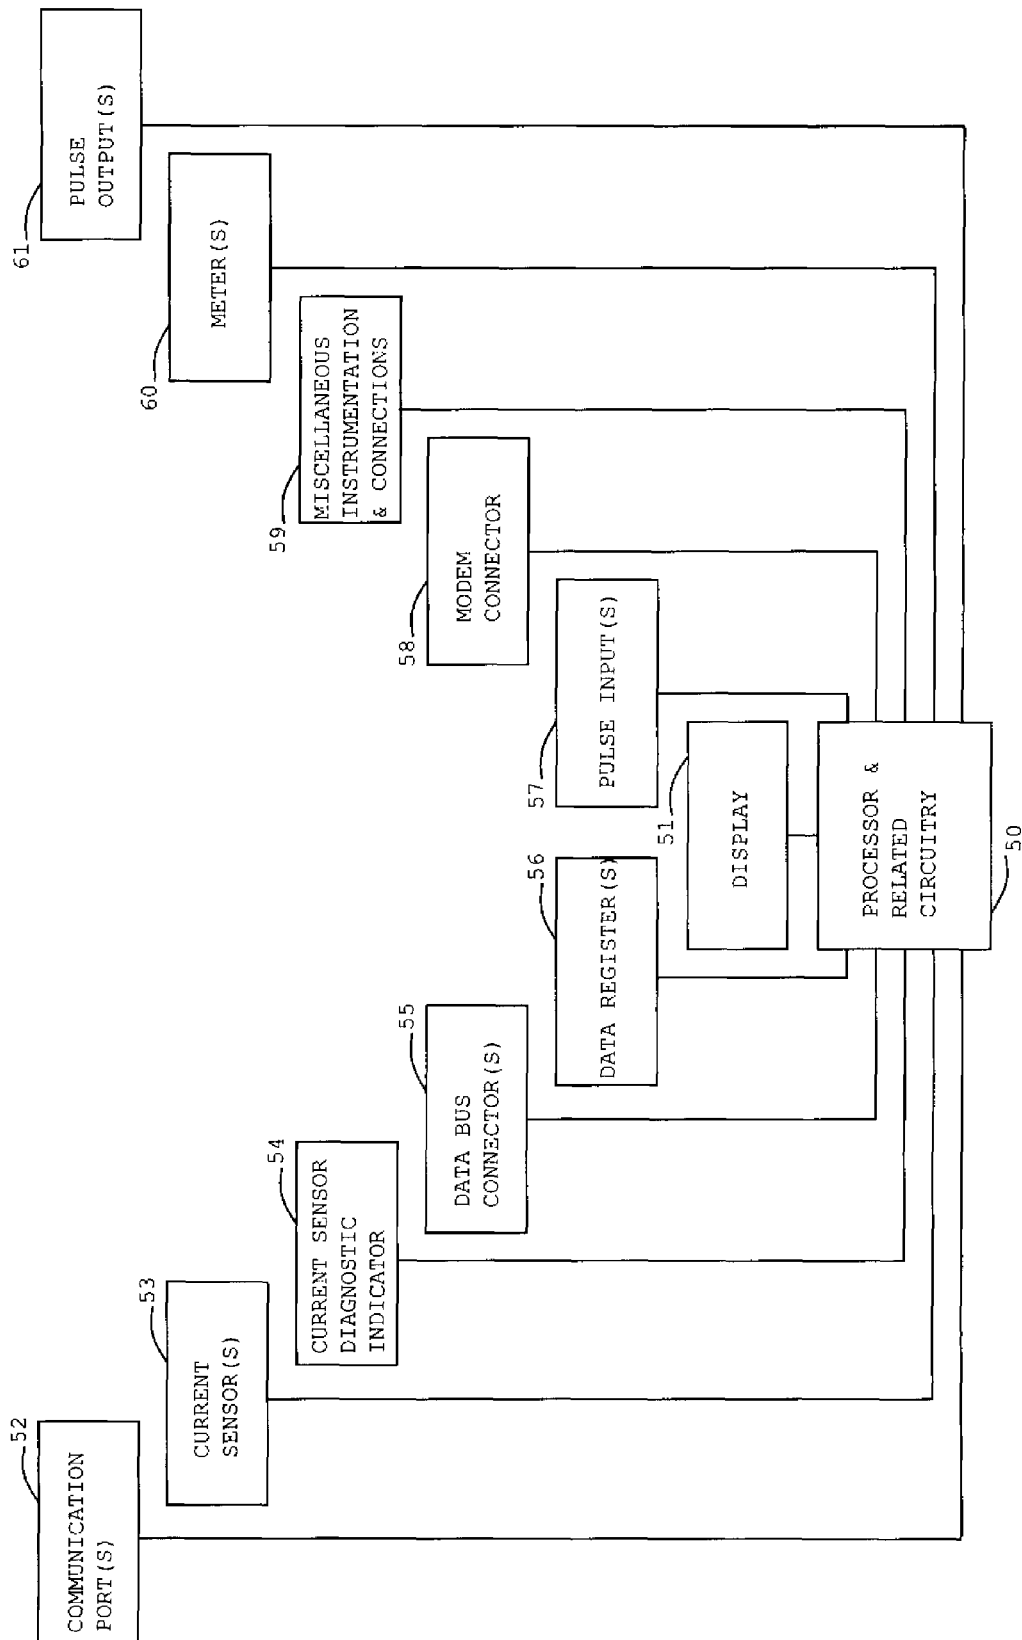 52
COMMUNICATION
PORT(S)
53
CURRENT
SENSOR(S)
54
CURRENT SENSOR
DIAGNOSTIC
INDICATOR
55
DATA BUS
CONNECTOR(S)
56
DATA REGISTER(S)
51
DISPLAY
PROCESSOR &
RELATED
CIRCUITRY
50
57
PULSE INPUT(S)
58
MODEM
CONNECTOR
59
MISCELLANEOUS
INSTRUMENTATION
& CONNECTIONS
60
METER(S)
61
PULSE
OUTPUT(S)